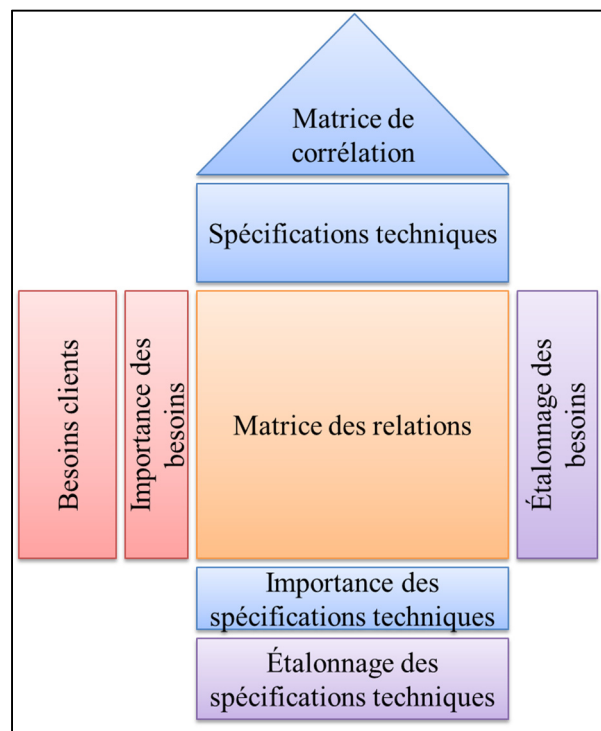 Matrice de
corrélation
Spécifications techniques
Besoins clients
Importance des
besoins
Matrice des relations
Étalonnage des
besoins
Importance des
spécifications techniques
Étalonnage des
spécifications techniques